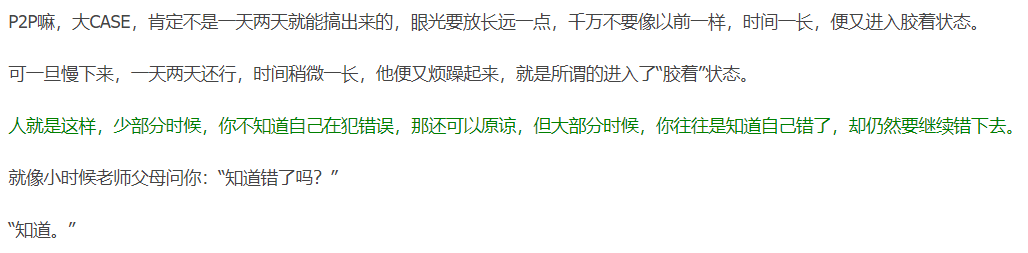 P2P嘛，大CASE，肯定不是一天两天就能搞出来的，眼光要放长远一点，千万不要像以前一样，时间一长，便又进入胶着状态。
可一旦慢下来，一天两天还行，时间稍微一长，他便又烦躁起来，就是所谓的进入了“胶着”状态。
人就是这样，少部分时候，你不知道自己在犯错误，那还可以原谅，但大部分时候，你往往是知道自己错了，却仍然要继续错下去。
就像小时候老师父母问你：“知道错了吗？”
“知道。”